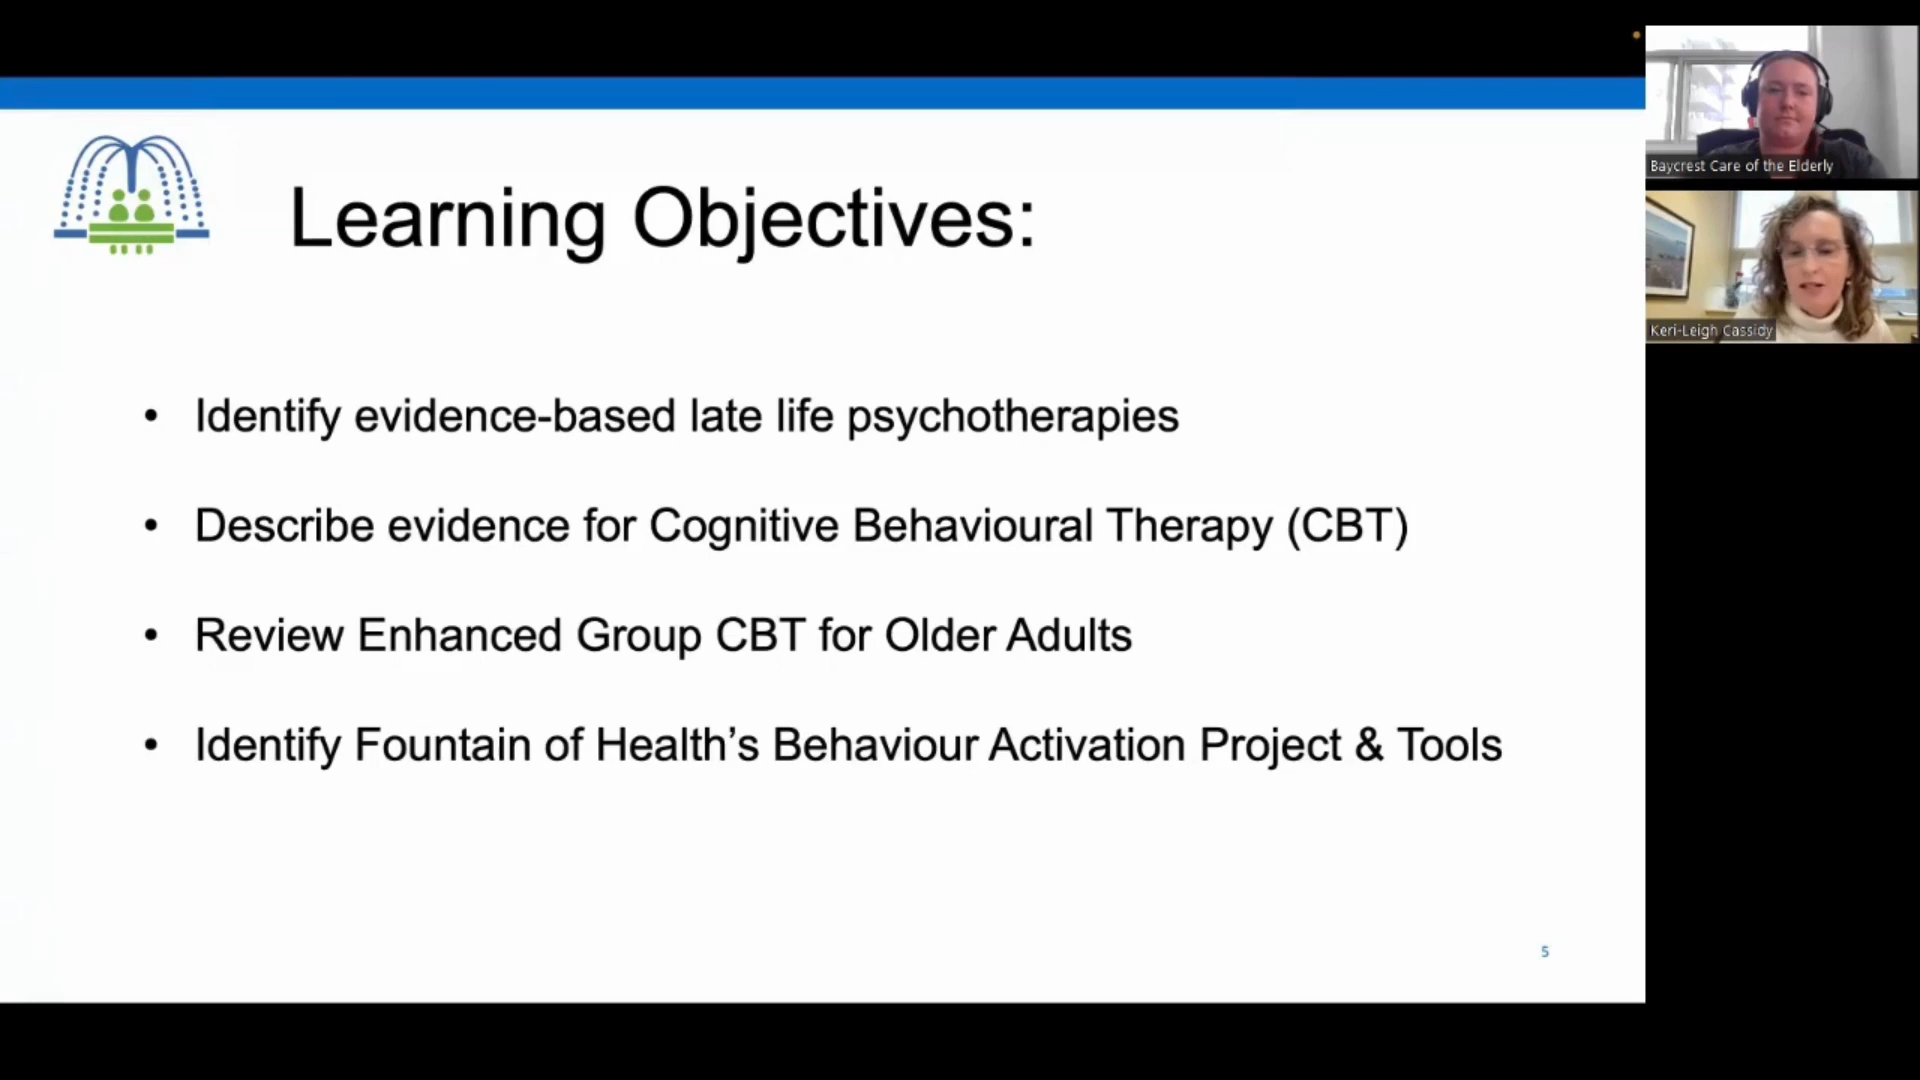 Learning Objectives:
• Identify evidence-based late life psychotherapies
• Describe evidence for Cognitive Behavioural Therapy (CBT)
• Review Enhanced Group CBT for Older Adults
• Identify Fountain of Health’s Behaviour Activation Project & Tools
5
Baycrest Care of the Elderly
Keri-Leigh Cassidy